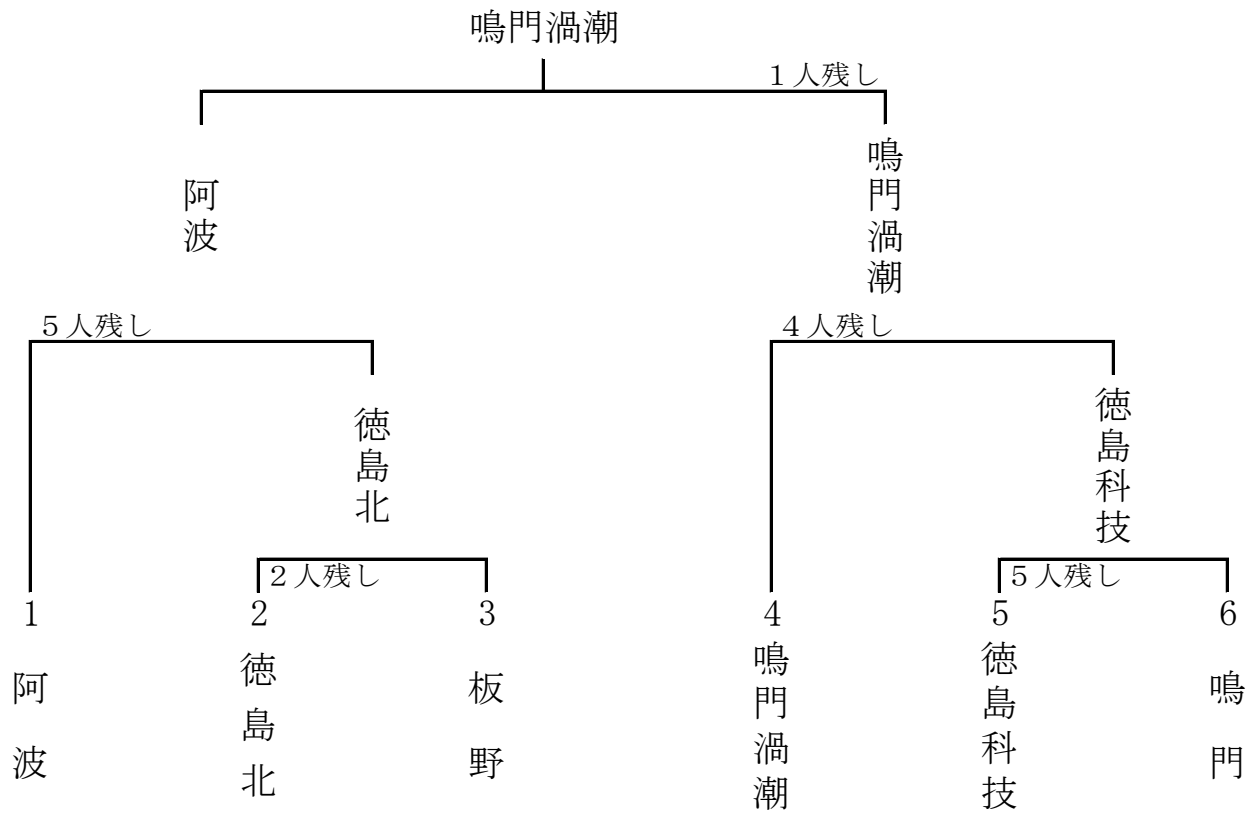 鳴門渦潮
1人残し
阿波
鳴門渦潮
5人残し
4人残し
徳島北
徳島科技
2人残し
5人残し
1
2
3
4
5
6
阿波
徳島北
板野
鳴門渦潮
徳島科技
鳴門